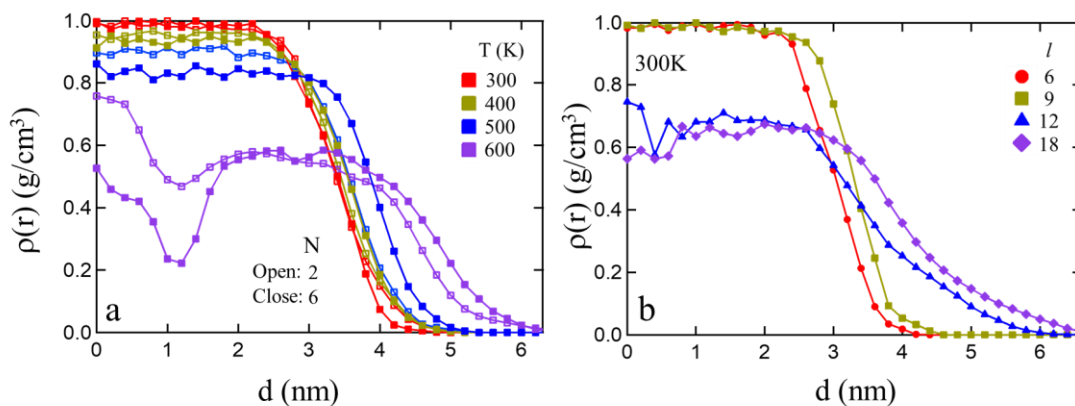 1.0
0.8
0.6
0.4
0.2
0.0
ρ(r) (g/cm³)
T (K)
300
400
500
600
N
Open: 2
Close: 6
a
0 1 2 3 4 5 6
d (nm)
1.0
0.8
0.6
0.4
0.2
0.0
ρ(r) (g/cm³)
300K
l
6
9
12
18
b
0 1 2 3 4 5 6
d (nm)